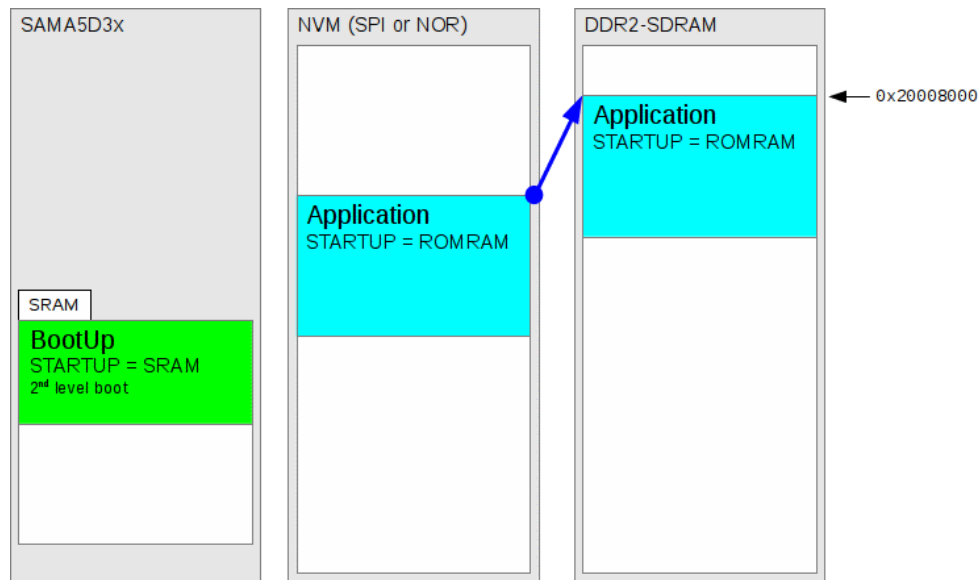 SAMA5D3x
SRAM
BootUp
STARTUP = SRAM
2nd level boot
NVM (SPI or NOR)
Application
STARTUP = ROMRAM
DDR2-SDRAM
Application
STARTUP = ROMRAM
0x20008000